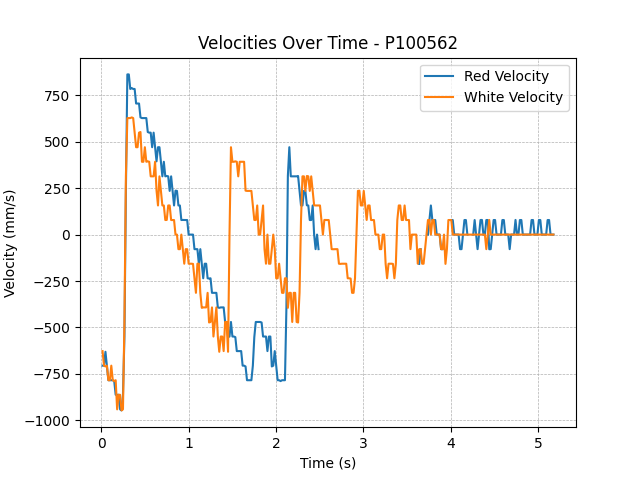 Velocities Over Time - P100562
Red Velocity
White Velocity
750
500
250
0
−250
−500
−750
−1000
Velocity (mm/s)
0 1 2 3 4 5
Time (s)